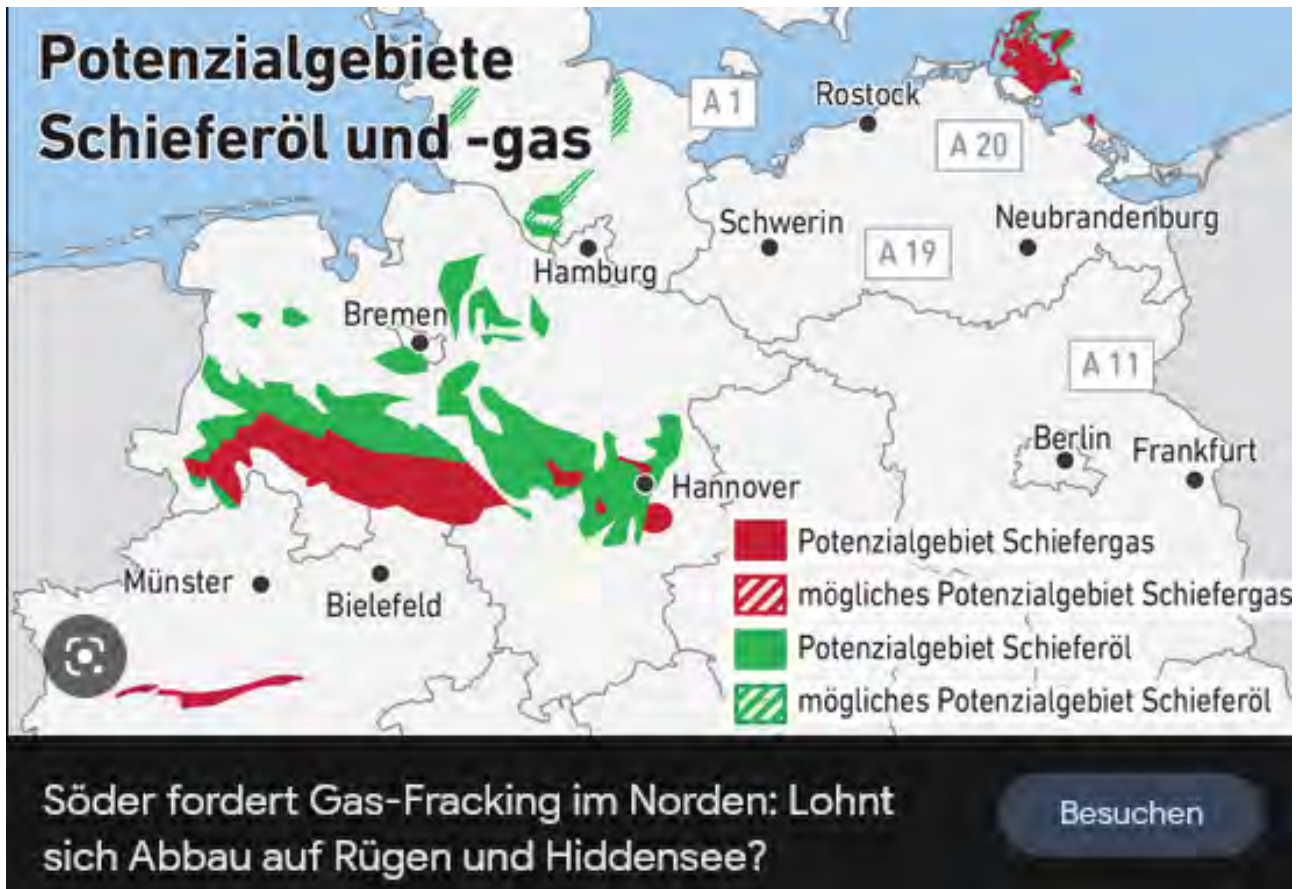 Potenzialgebiete
Schieferöl und -gas
A 1
Rostock
A 20
Schwerin
Neubrandenburg
A 19
Hamburg
Bremen
A 11
Berlin
Frankfurt
Hannover
Potenzialgebiet Schiefergas
Münster
mögliches Potenzialgebiet Schiefergas
Bielefeld
Potenzialgebiet Schieferöl
mögliches Potenzialgebiet Schieferöl
Söder fordert Gas-Fracking im Norden: Lohnt
sich Abbau auf Rügen und Hiddensee?
Besuchen